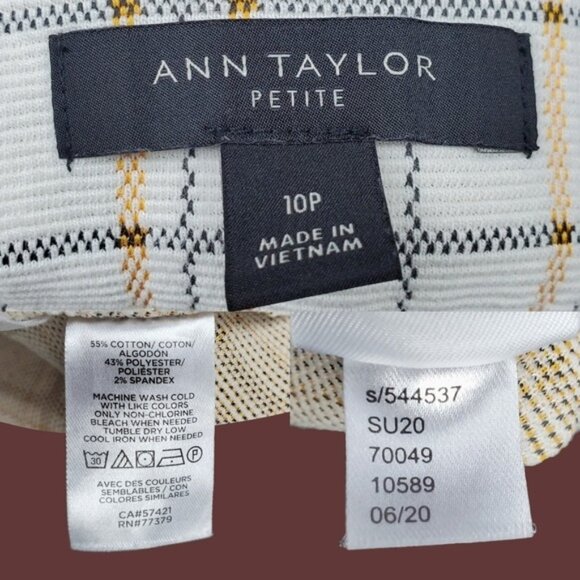 ANN TAYLOR
PETITE
10P
MADE IN
VIETNAM
55% COTTON/ COTON/
ALGODÓN
43% POLYESTER/
POLIÉSTER
2% SPANDEX
MACHINE WASH COLD
WITH LIKE COLORS
ONLY NON-CHLORINE
BLEACH WHEN NEEDED
TUMBLE DRY LOW
COOL IRON WHEN NEEDED
30
P
AVEC DES COULEURS
SEMBLABLES / CON
COLORES SIMILARES
CA#57421
RN#77379
s/544537
SU20
70049
10589
06/20